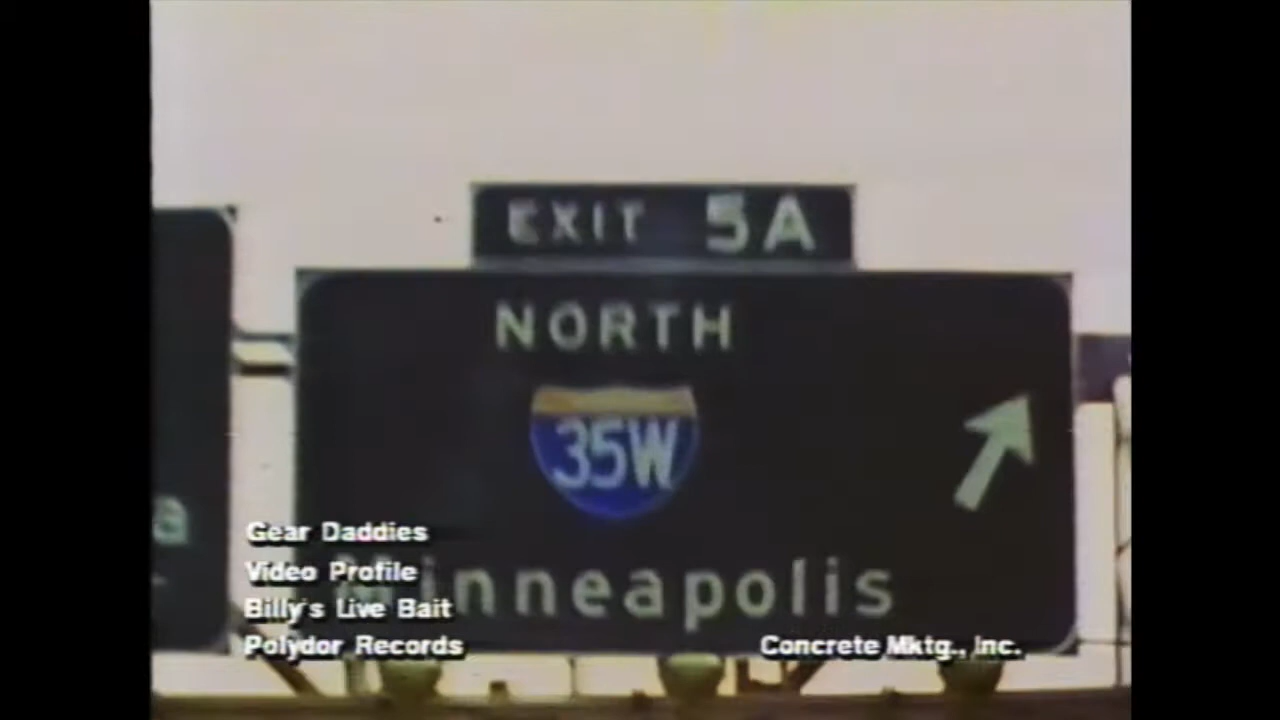 EXIT 5A
NORTH
35W
a
Minneapolis
Gear Daddies
Video Profile
Billy's Live Bait
Polydor Records
Concrete Mktg., Inc.